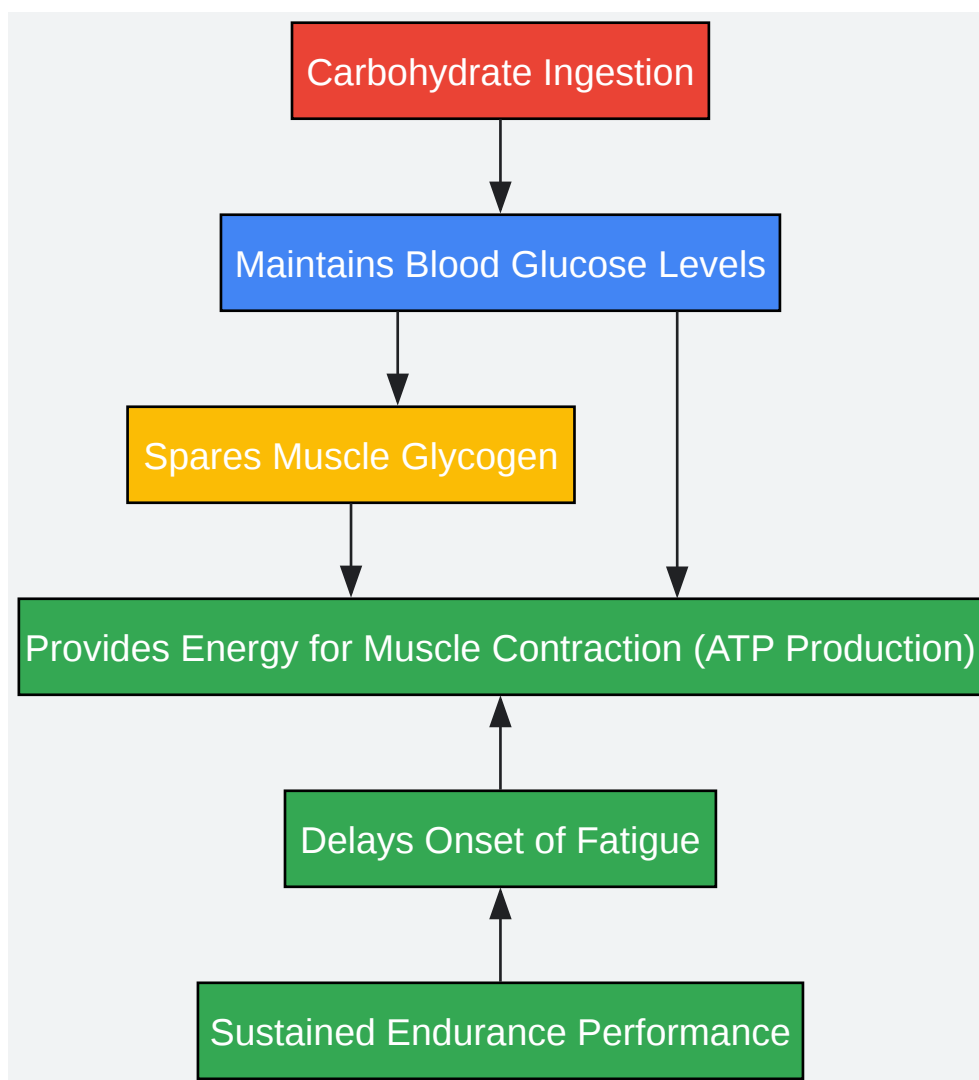 Carbohydrate Ingestion
Maintains Blood Glucose Levels
Spares Muscle Glycogen
Provides Energy for Muscle Contraction (ATP Production)
Delays Onset of Fatigue
Sustained Endurance Performance